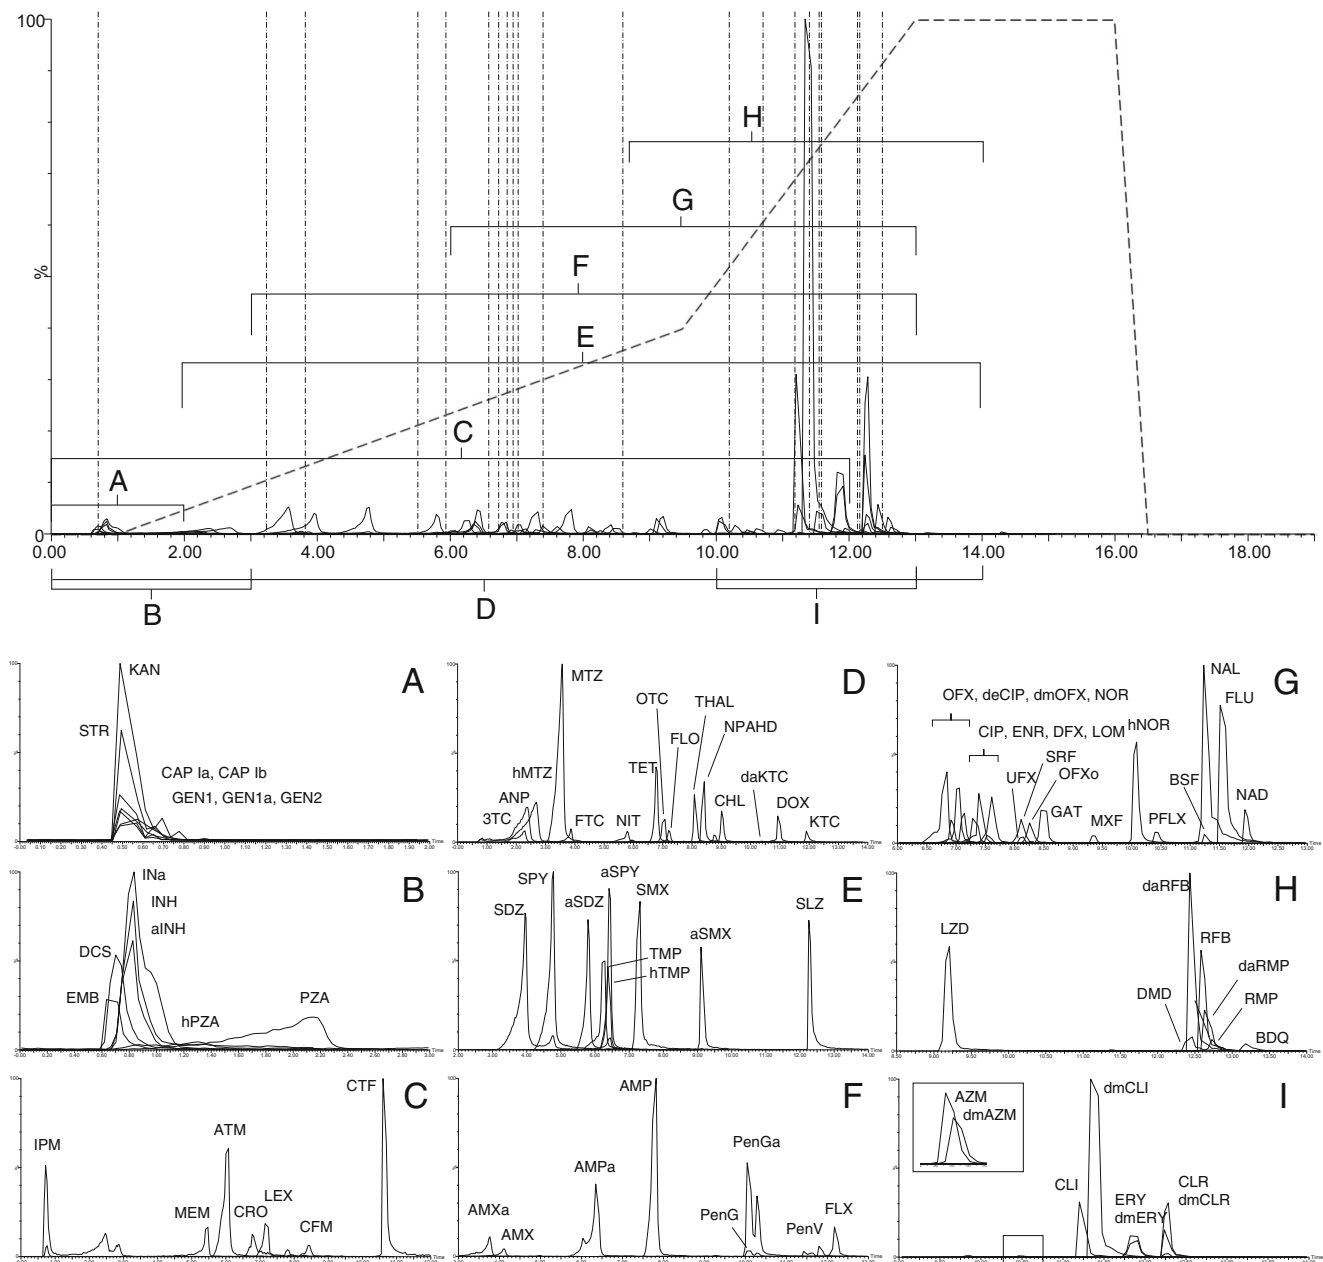 100
H
G
%
F
E
C
A
0
0.00 2.00 4.00 6.00 8.00 10.00 12.00 14.00 16.00 18.00
B D I
A
KAN
STR
CAP Ia, CAP Ib
GEN1, GEN1a, GEN2
D
MTZ
OTC
THAL
FLO
NPAHD
TET
hMTZ
daKTC
ANP
CHL
DOX
3TC
FTC
NIT
KTC
G
NAL
OFX, deCIP, dmOFX, NOR
FLU
CIP, ENR, DFX, LOM
hNOR
SRF
UFX
OFXo
BSF
NAD
GAT
MXF
PFLX
B
INa
INH
aINH
DCS
EMB
hPZA
PZA
E
aSPY
SPY
SMX
SDZ
aSDZ
SLZ
aSMX
TMP
hTMP
H
daRFB
LZD
RFB
daRMP
DMD
RMP
BDQ
C
CTF
IPM
ATM
MEM
CRO
LEX
CFM
F
AMP
PenGa
AMPa
AMXa
AMX
PenG
PenV
FLX
I
AZM
dmAZM
dmCLI
CLI
ERY
dmERY
CLR
dmCLR